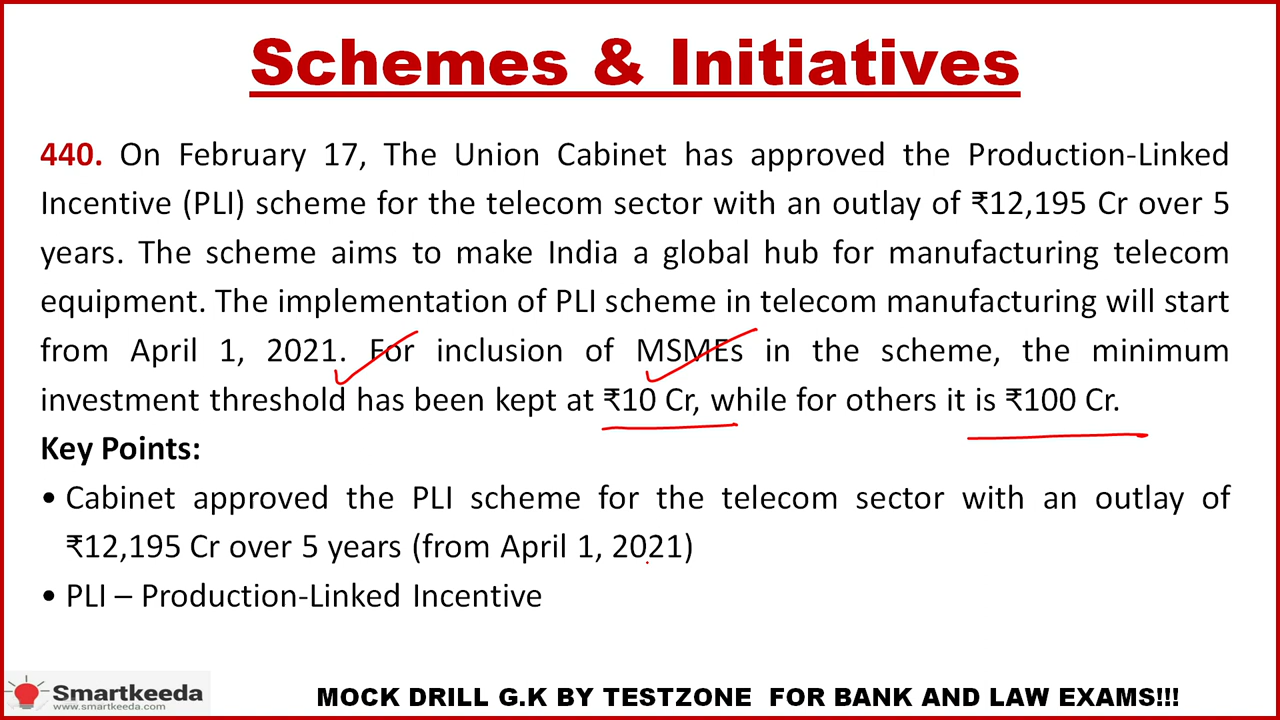 Schemes & Initiatives
440. On February 17, The Union Cabinet has approved the Production-Linked
Incentive (PLI) scheme for the telecom sector with an outlay of ₹12,195 Cr over 5
years. The scheme aims to make India a global hub for manufacturing telecom
equipment. The implementation of PLI scheme in telecom manufacturing will start
from April 1, 2021. For inclusion of MSMEs in the scheme, the minimum
investment threshold has been kept at ₹10 Cr, while for others it is ₹100 Cr.
Key Points:
• Cabinet approved the PLI scheme for the telecom sector with an outlay of
₹12,195 Cr over 5 years (from April 1, 2021)
• PLI – Production-Linked Incentive
Smartkeeda
www.smartkeeda.com
MOCK DRILL G.K BY TESTZONE FOR BANK AND LAW EXAMS!!!